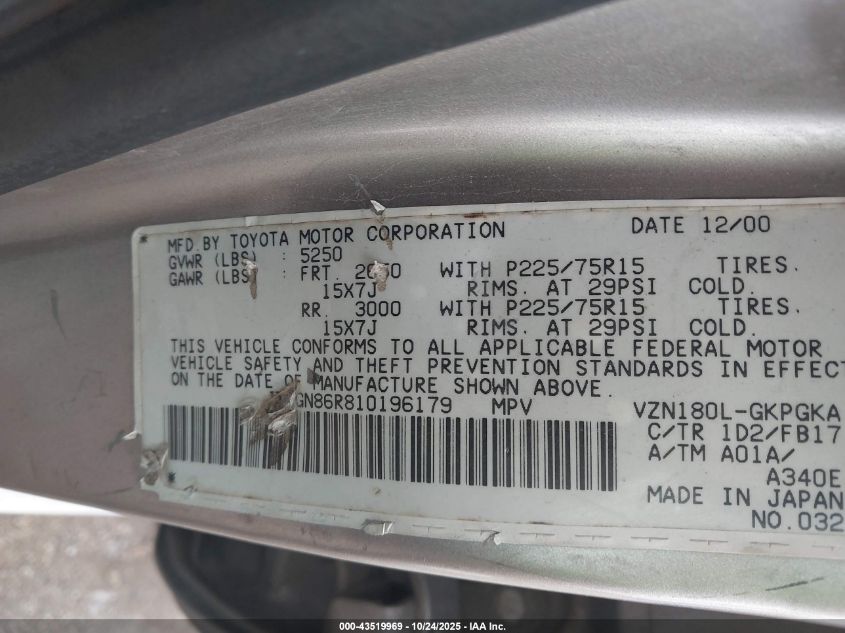 MFD. BY TOYOTA MOTOR CORPORATION DATE 12/00
GVWR (LBS) : 5250
GAWR (LBS) : FRT. WITH P225/75R15 TIRES.
15X7J RIMS. AT 29PSI COLD.
RR. 3000 WITH P225/75R15 TIRES.
15X7J RIMS. AT 29PSI COLD.
THIS VEHICLE CONFORMS TO ALL APPLICABLE FEDERAL MOTOR
VEHICLE SAFETY AND THEFT PREVENTION STANDARDS IN EFFECT
ON THE DATE OF MANUFACTURE SHOWN ABOVE.
GN86R810196179 MPV VZN180L-GKPGKA
C/TR 1D2/FB17
A/TM A01A/
A340E
MADE IN JAPAN
NO.032
000-43519969 | 10/24/2025 | IAA Inc.